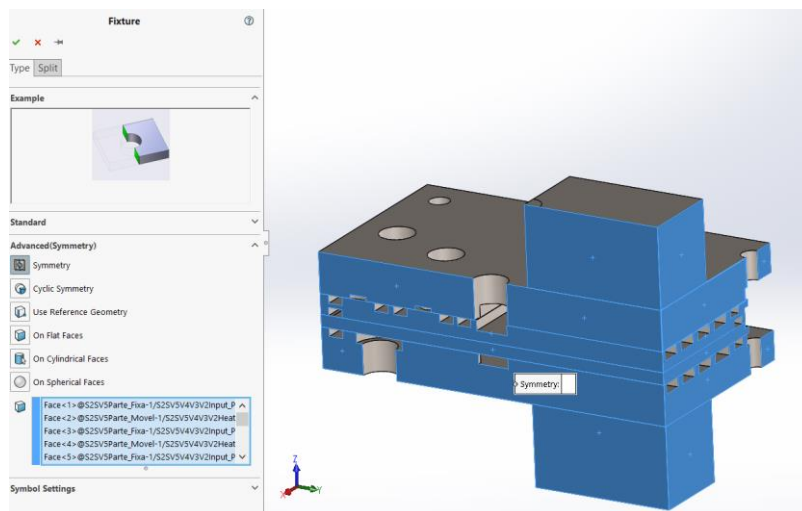 Fixture
Type Split
Example
Standard
Advanced(Symmetry)
Symmetry
Cyclic Symmetry
Use Reference Geometry
On Flat Faces
On Cylindrical Faces
On Spherical Faces
Face<1>@S2SV5Parte_Fixa-1/S2SV5V4V3V2Input_P
Face<2>@S2SV5Parte_Movel-1/S2SV5V4V3V2Heat
Face<3>@S2SV5Parte_Fixa-1/S2SV5V4V3V2Input_P
Face<4>@S2SV5Parte_Movel-1/S2SV5V4V3V2Heat
Face<5>@S2SV5Parte_Fixa-1/S2SV5V4V3V2Input_P
Symbol Settings
Symmetry:
Z
X
Y